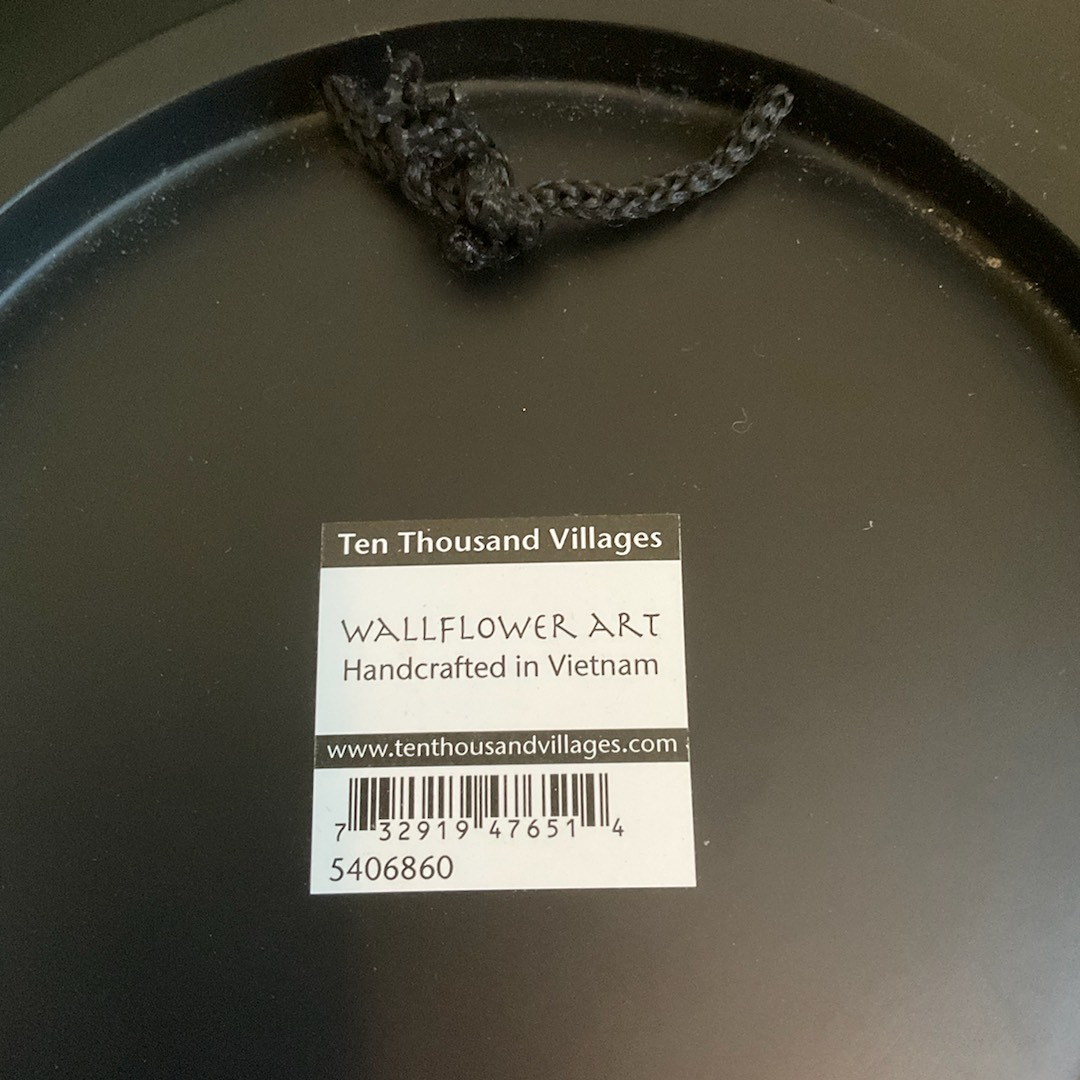 Ten Thousand Villages
WALLFLOWER ART
Handcrafted in Vietnam
www.tenthousandvillages.com
7 32919 47651 4
5406860